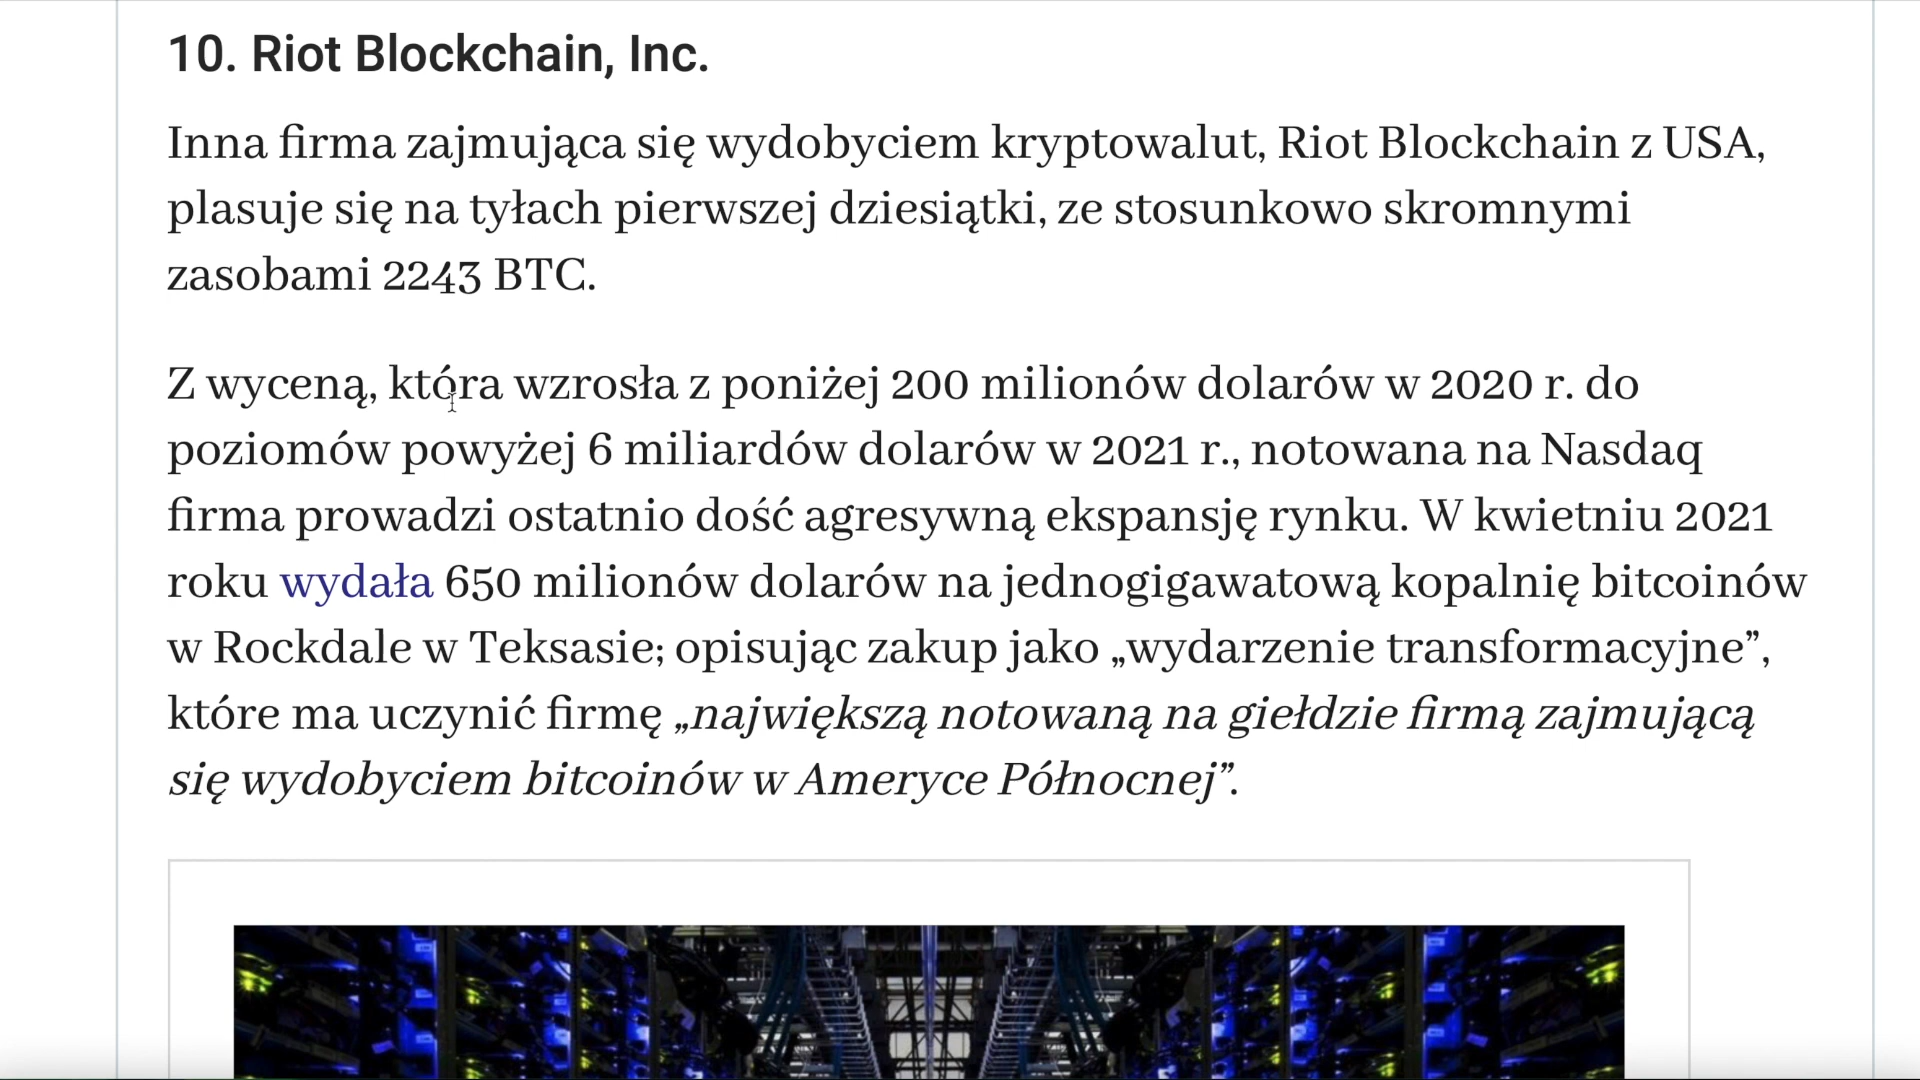 10. Riot Blockchain, Inc.
Inna firma zajmująca się wydobyciem kryptowalut, Riot Blockchain z USA,
plasuje się na tyłach pierwszej dziesiątki, ze stosunkowo skromnymi
zasobami 2243 BTC.
Z wyceną, która wzrosła z poniżej 200 milionów dolarów w 2020 r. do
poziomów powyżej 6 miliardów dolarów w 2021 r., notowana na Nasdaq
firma prowadzi ostatnio dość agresywną ekspansję rynku. W kwietniu 2021
roku wydała 650 milionów dolarów na jednogigawatową kopalnię bitcoinów
w Rockdale w Teksasie; opisując zakup jako „wydarzenie transformacyjne”,
które ma uczynić firmę „największą notowaną na giełdzie firmą zajmującą
się wydobyciem bitcoinów w Ameryce Północnej”.